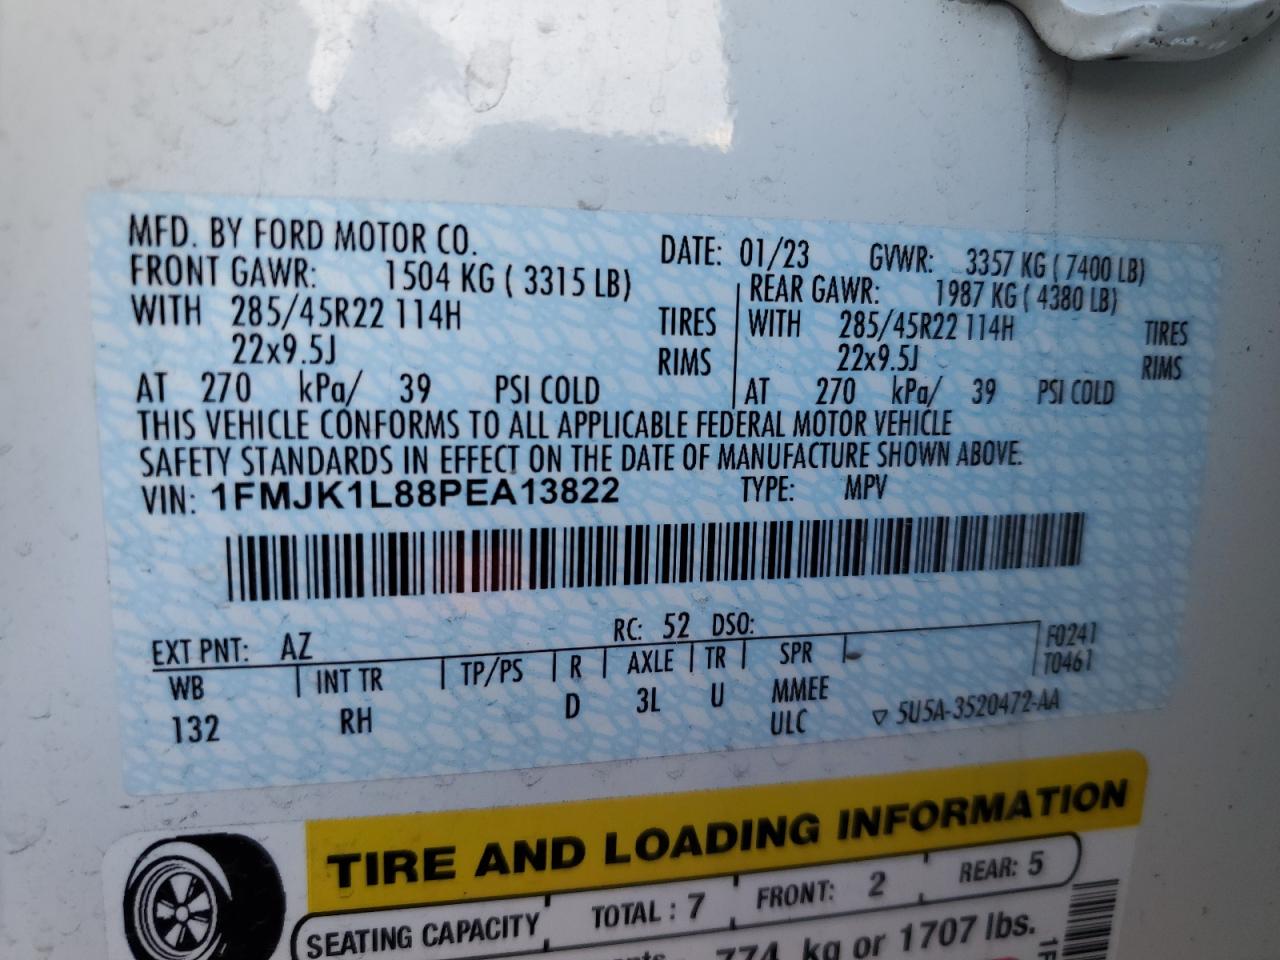 MFD. BY FORD MOTOR CO. DATE: 01/23 GVWR: 3357 KG ( 7400 LB)
FRONT GAWR: 1504 KG ( 3315 LB) REAR GAWR: 1987 KG ( 4380 LB)
WITH 285/45R22 114H TIRES WITH 285/45R22 114H TIRES
22x9.5J RIMS 22x9.5J RIMS
AT 270 kPa/ 39 PSI COLD AT 270 kPa/ 39 PSI COLD
THIS VEHICLE CONFORMS TO ALL APPLICABLE FEDERAL MOTOR VEHICLE
SAFETY STANDARDS IN EFFECT ON THE DATE OF MANUFACTURE SHOWN ABOVE.
VIN: 1FMJK1L88PEA13822 TYPE: MPV
EXT PNT: AZ RC: 52 DSO: F0241
WB INT TR TP/PS R AXLE TR SPR T0461
132 RH D 3L U MMEE
ULC ▽ 5U5A-3520472-AA
TIRE AND LOADING INFORMATION
SEATING CAPACITY TOTAL : 7 FRONT: 2 REAR: 5
774 kg or 1707 lbs.